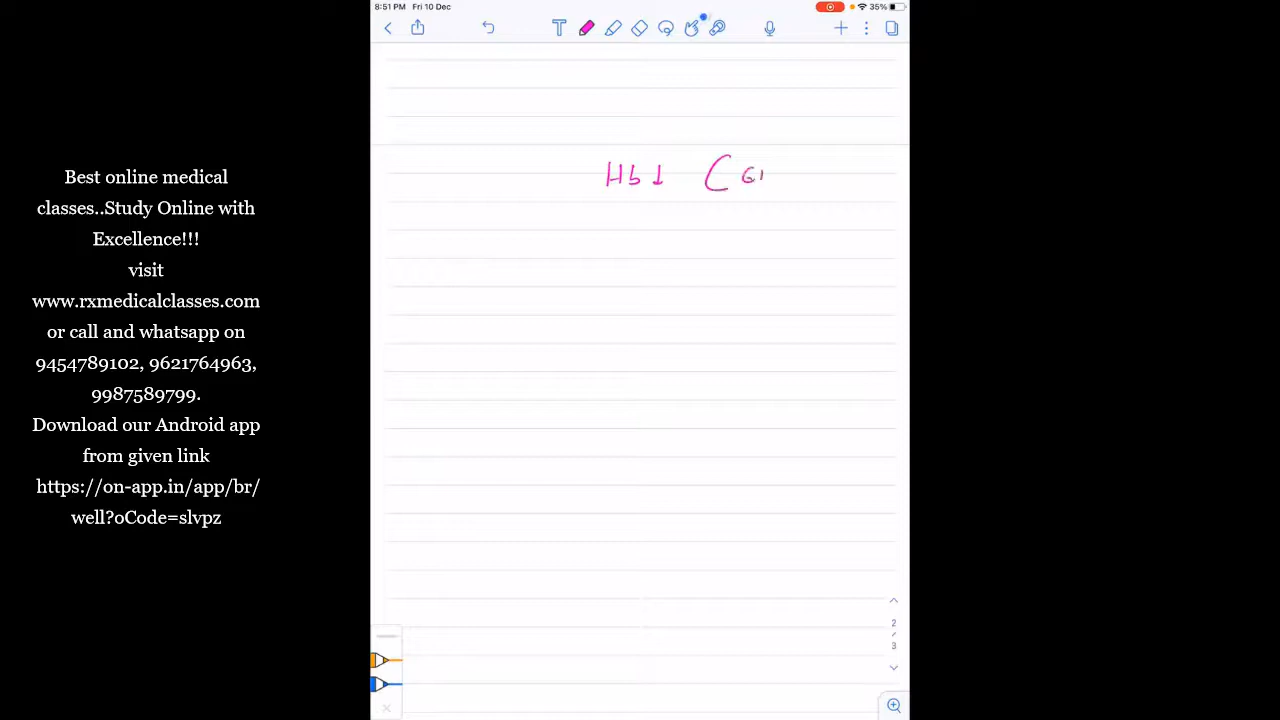 8:51 PM Fri 10 Dec
35%
T
Hb ↓ (
Best online medical
classes..Study Online with
Excellence!!!
visit
www.rxmedicalclasses.com
or call and whatsapp on
9454789102, 9621764963,
9987589799.
Download our Android app
from given link
https://on-app.in/app/br/
well?oCode=slvpz
2
/
3